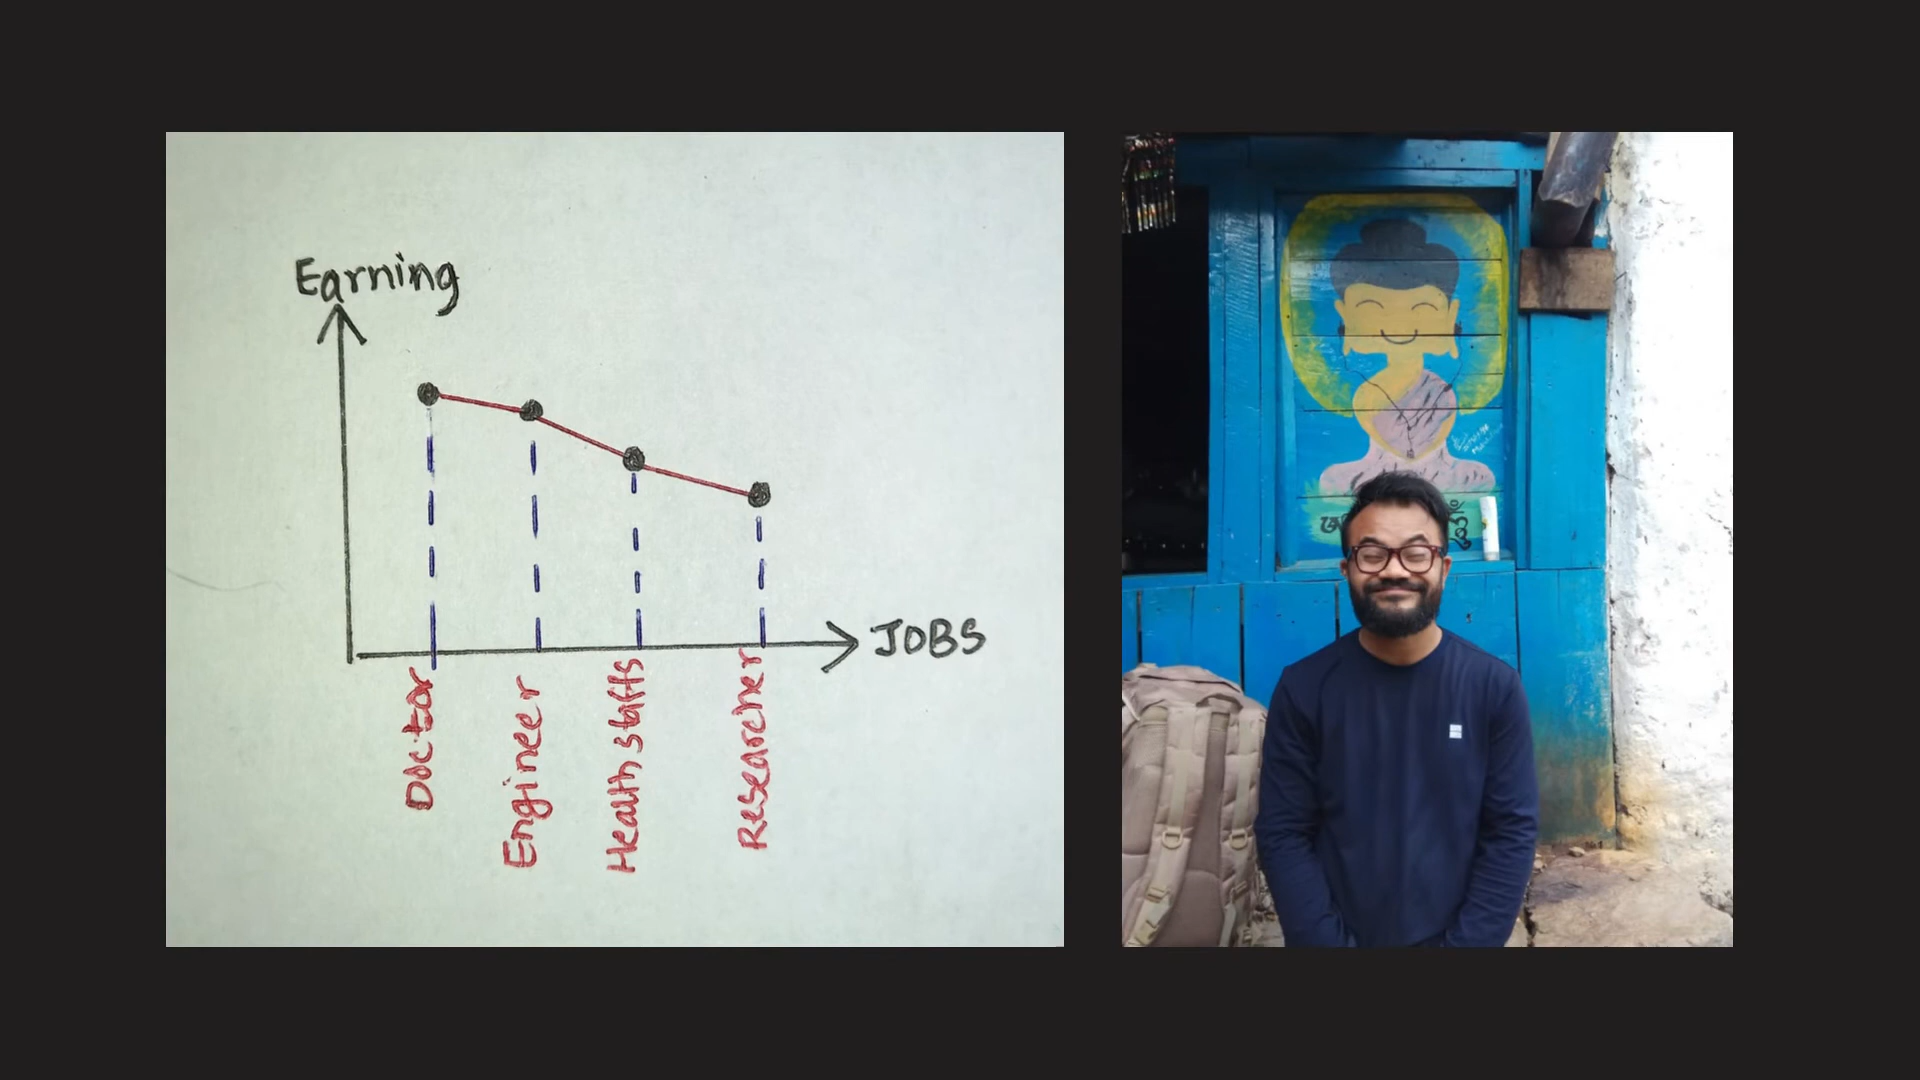 Earning
JOBS
Doctor
Engineer
Health staffs
Researcher